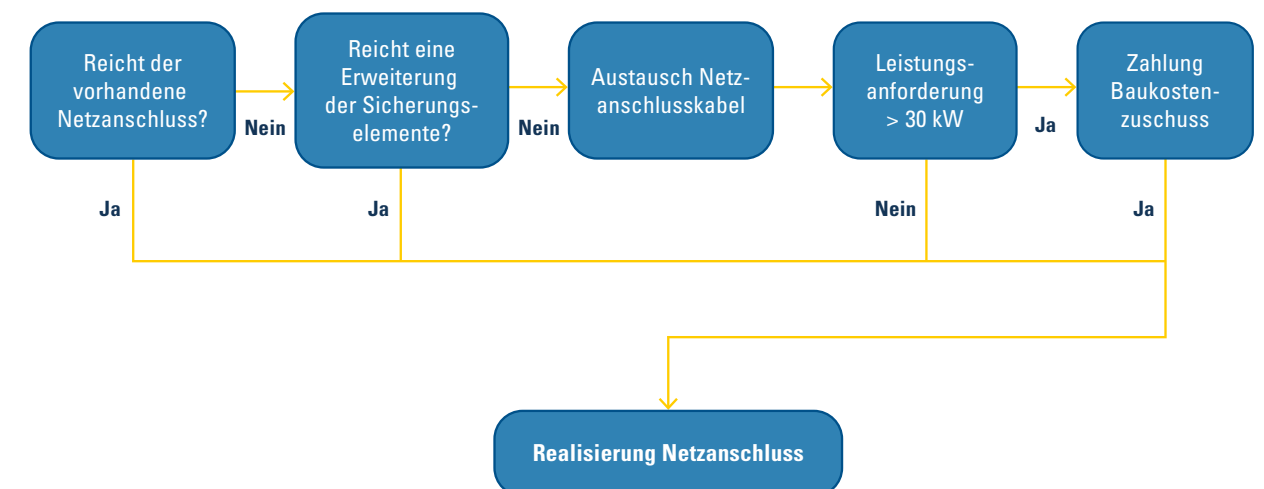 Reicht der
vorhandene
Netzanschluss?
Nein
Reicht eine
Erweiterung
der Sicherungs-
elemente?
Nein
Austausch Netz-
anschlusskabel
Leistungs-
anforderung
> 30 kW
Ja
Zahlung
Baukosten-
zuschuss
Ja
Ja
Nein
Ja
Realisierung Netzanschluss